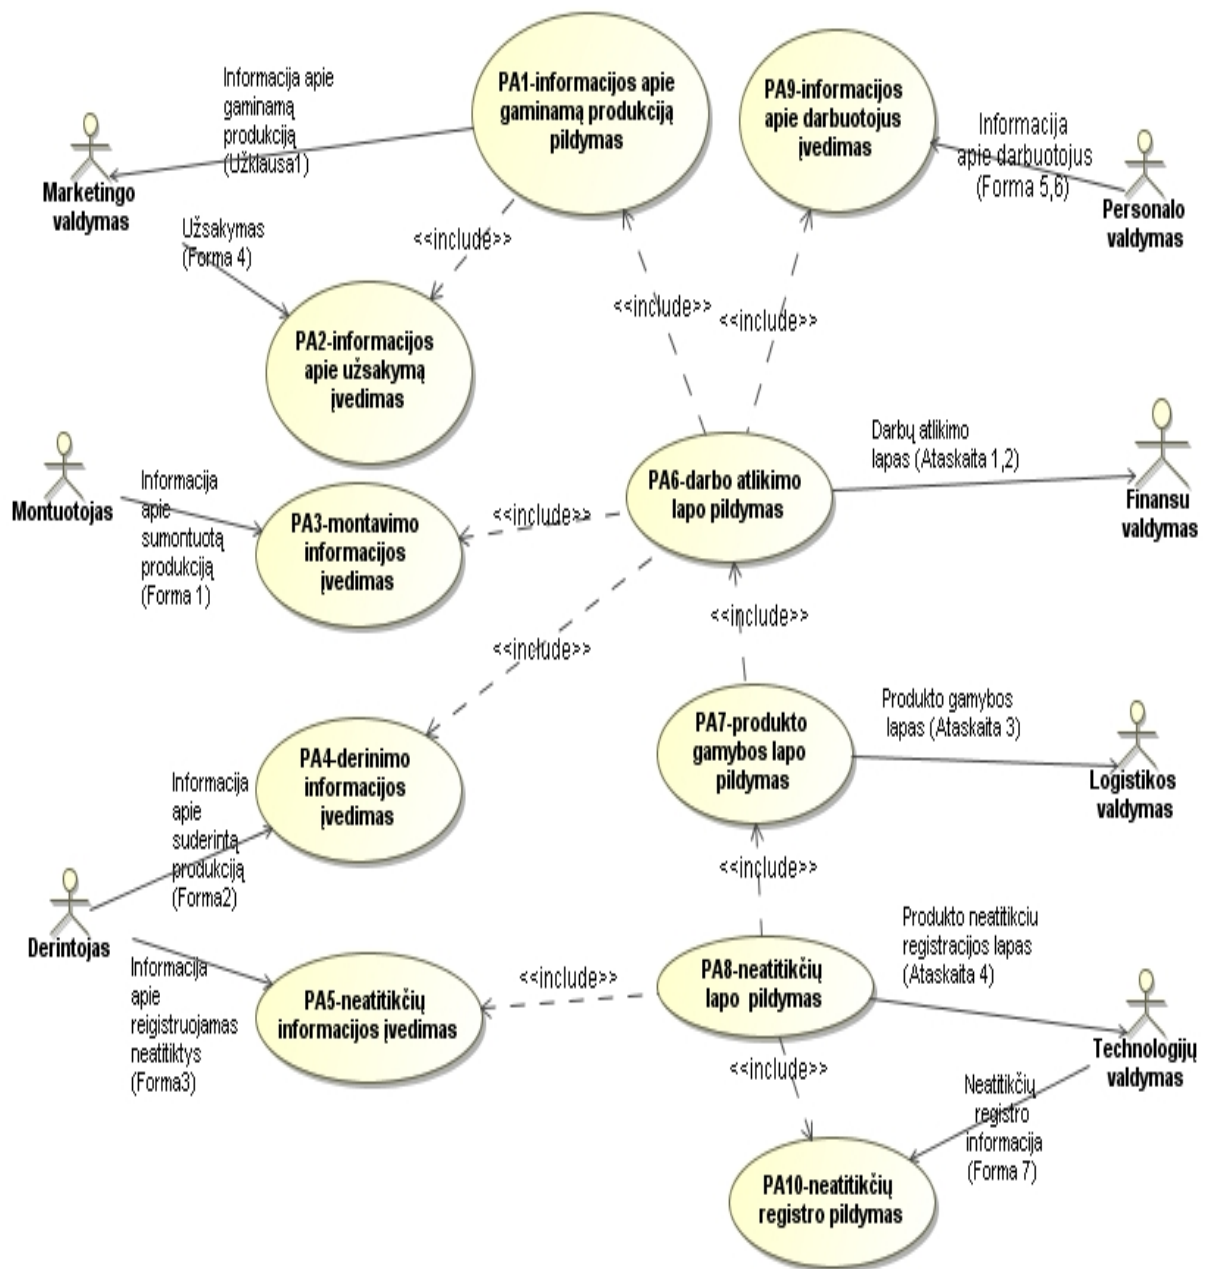 Informacija apie
gaminamą
produkciją
(Užklausa1)
Marketingo
valdymas
PA1-informacijos apie
gaminamą produkciją
pildymas
PA9-informacijos
apie darbuotojus
įvedimas
Informacija
apie darbuotojus
(Forma 5,6)
Personalo
valdymas
Užsakymas
(Forma 4)
<<include>>
PA2-informacijos
apie užsakymą
įvedimas
<<include>>
<<include>>
Montuotojas
Informacija
apie
sumontuotą
produkciją
(Forma 1)
PA3-montavimo
informacijos
įvedimas
<<include>>
PA6-darbo atlikimo
lapo pildymas
Darbų atlikimo
lapas (Ataskaita 1,2)
Finansu
valdymas
<<include>>
<<include>>
PA4-derinimo
informacijos
įvedimas
PA7-produkto
gamybos lapo
pildymas
Produkto gamybos
lapas (Ataskaita 3)
Logistikos
valdymas
Informacija
apie
suderintą
produkciją
(Forma2)
Derintojas
<<include>>
Informacija
apie
reigistruojamas
neatitiktys
(Forma3)
PA5-neatitikčių
informacijos įvedimas
<<include>>
PA8-neatitikčių
lapo pildymas
Produkto neatitikciu
registracijos lapas
(Ataskaita 4)
Technologijų
valdymas
<<include>>
Neatitikčių
registro
informacija
(Forma 7)
PA10-neatitikčių
registro pildymas